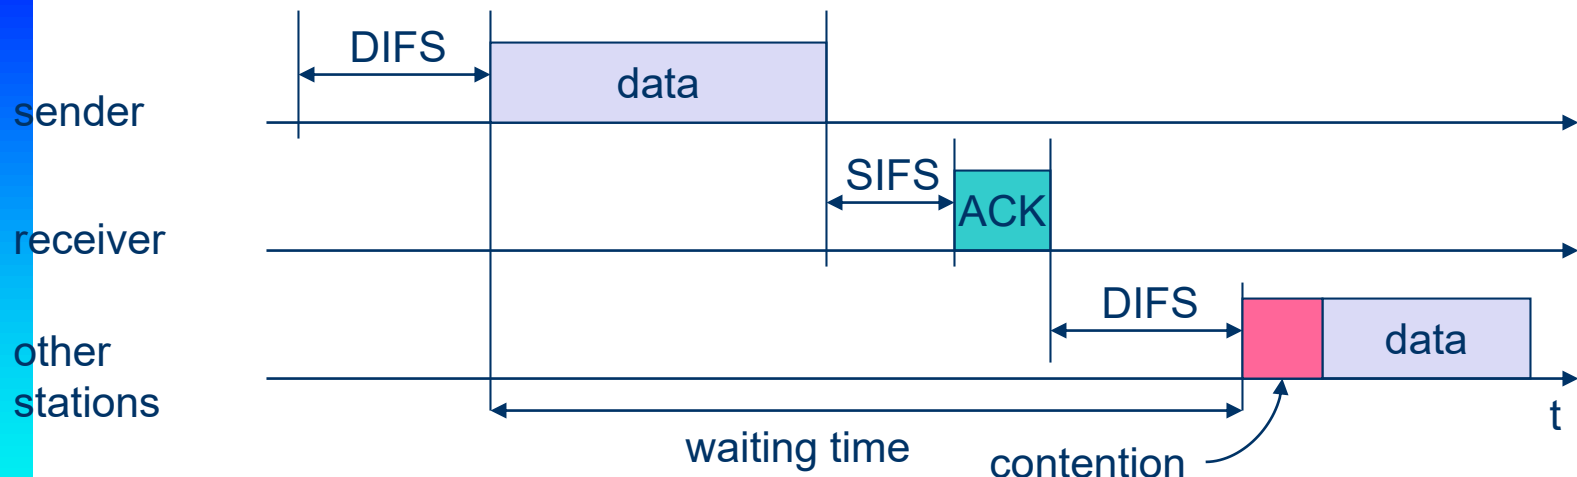 DIFS
data
sender
SIFS
ACK
receiver
DIFS
data
other
stations
t
waiting time
contention